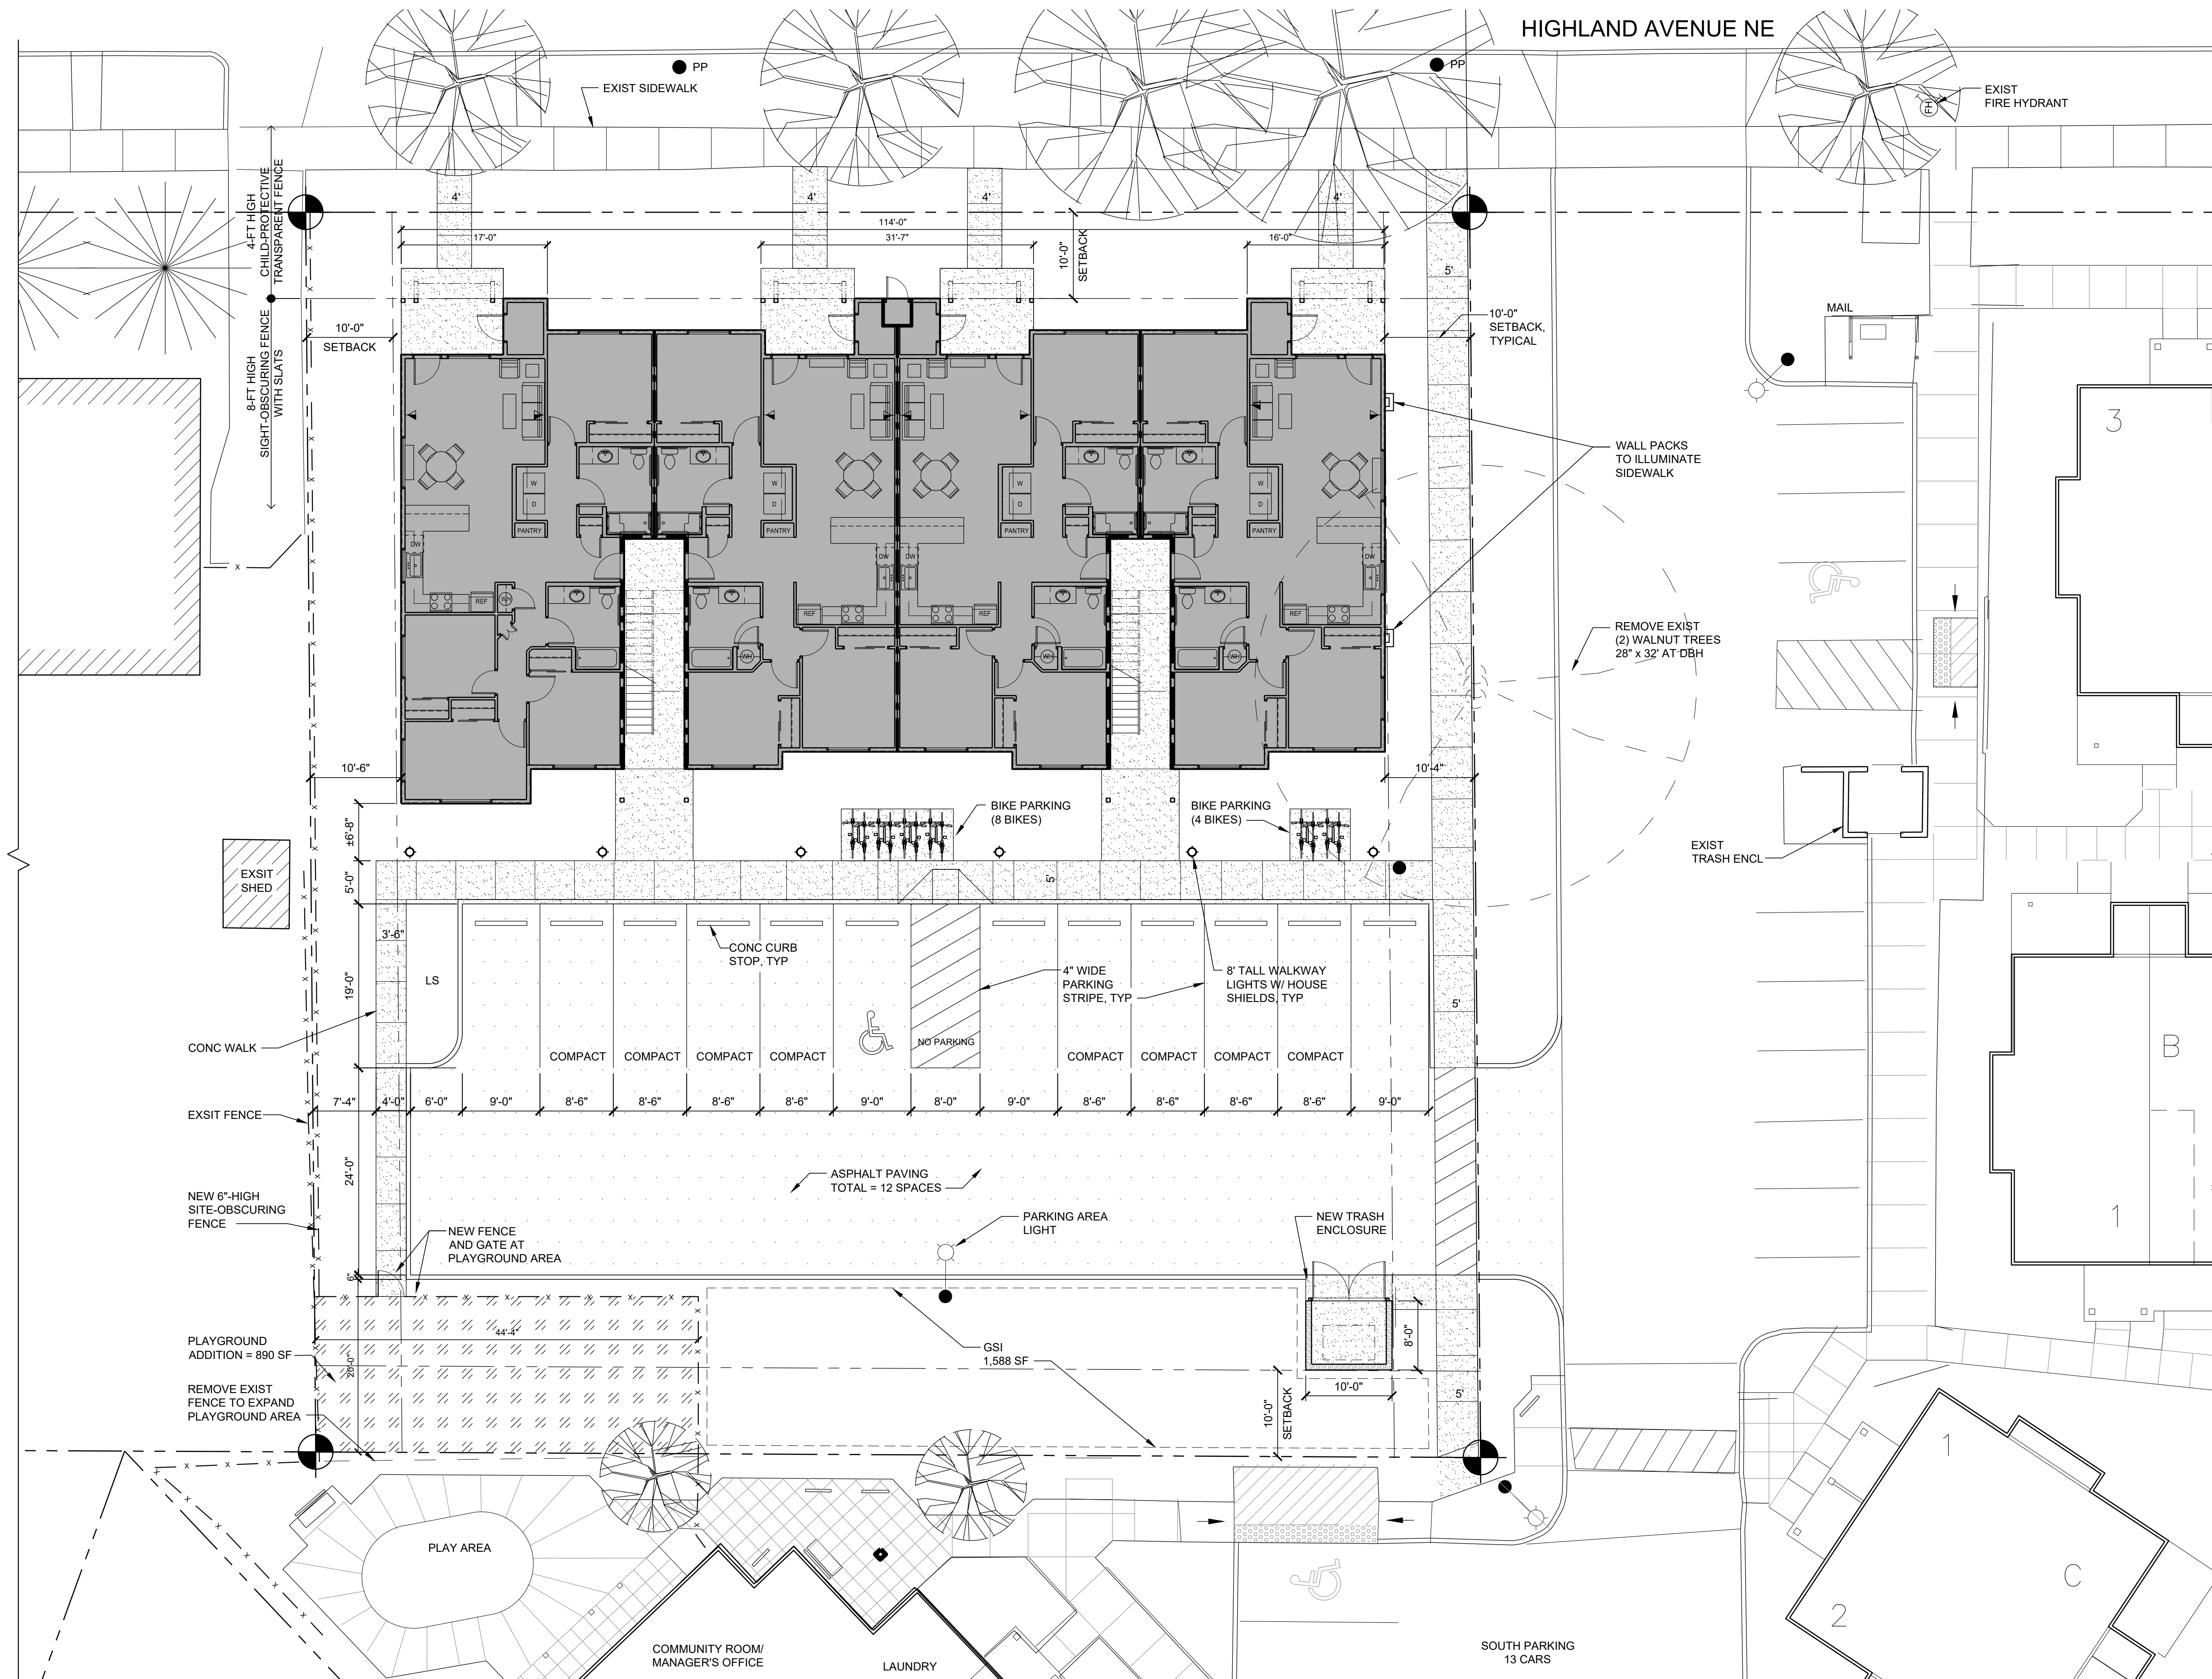 HIGHLAND AVENUE NE
PP
PP
EXIST SIDEWALK
EXIST
FIRE HYDRANT
FH
4-FT HIGH
CHILD-PROTECTIVE
TRANSPARENT FENCE
8-FT HIGH
SIGHT-OBSCURING FENCE
WITH SLATS
4'
4'
4'
4'
114'-0"
17'-0"
31'-7"
16'-0"
10'-0"
SETBACK
5'
10'-0"
SETBACK
10'-0"
SETBACK,
TYPICAL
MAIL
3
WALL PACKS
TO ILLUMINATE
SIDEWALK
W
D
W
D
W
D
W
D
PANTRY
PANTRY
PANTRY
PANTRY
DW
DW
DW
DW
REF
WH
REF
REF
REF
WH
WH
WH
REMOVE EXIST
(2) WALNUT TREES
28" x 32' AT DBH
10'-6"
10'-4"
±6'-8"
BIKE PARKING
(8 BIKES)
BIKE PARKING
(4 BIKES)
EXIST
TRASH ENCL
EXSIT
SHED
5'-0"
5'
3'-6"
CONC CURB
STOP, TYP
19'-0"
LS
4" WIDE
PARKING
STRIPE, TYP
8' TALL WALKWAY
LIGHTS W/ HOUSE
SHIELDS, TYP
5'
CONC WALK
NO PARKING
COMPACT
COMPACT
COMPACT
COMPACT
COMPACT
COMPACT
COMPACT
COMPACT
B
EXSIT FENCE
7'-4"
4'-0"
6'-0"
9'-0"
8'-6"
8'-6"
8'-6"
8'-6"
9'-0"
8'-0"
9'-0"
8'-6"
8'-6"
8'-6"
8'-6"
9'-0"
24'-0"
ASPHALT PAVING
TOTAL = 12 SPACES
NEW 6"-HIGH
SITE-OBSCURING
FENCE
NEW FENCE
AND GATE AT
PLAYGROUND AREA
PARKING AREA
LIGHT
NEW TRASH
ENCLOSURE
1
6"
44'-4"
PLAYGROUND
ADDITION = 890 SF
20'-0"
GSI
1,588 SF
8'-0"
10'-0"
REMOVE EXIST
FENCE TO EXPAND
PLAYGROUND AREA
10'-0"
SETBACK
5'
1
PLAY AREA
C
2
COMMUNITY ROOM/
MANAGER'S OFFICE
LAUNDRY
SOUTH PARKING
13 CARS